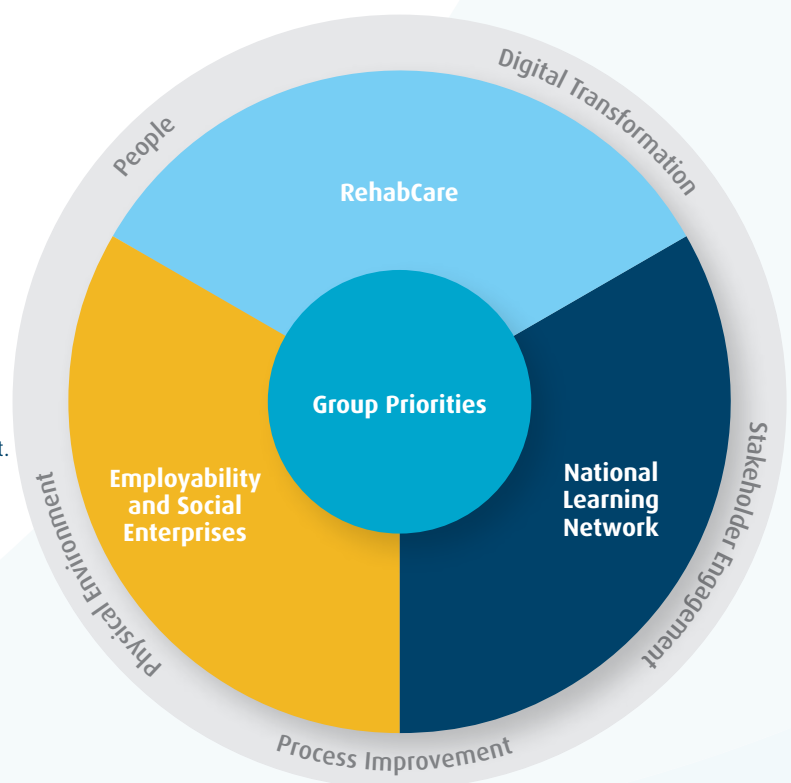 People
Digital Transformation
RehabCare
Group Priorities
t.
Employability
and Social
Enterprises
National
Learning
Network
Physical Environment
Stakeholder Engagement
Process Improvement